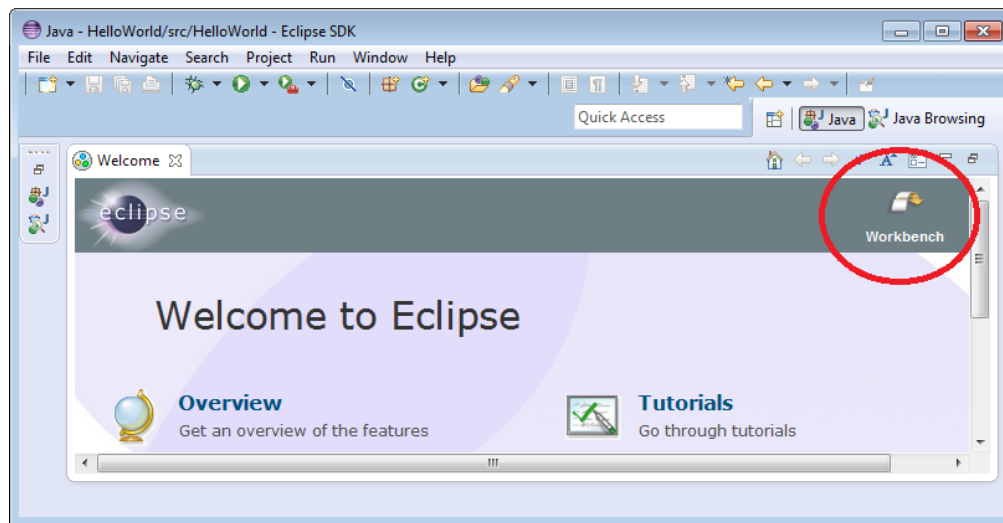 Java - HelloWorld/src/HelloWorld - Eclipse SDK
File Edit Navigate Search Project Run Window Help
Quick Access
Java
Java Browsing
Welcome
eclipse
Workbench
Welcome to Eclipse
Overview
Get an overview of the features
Tutorials
Go through tutorials